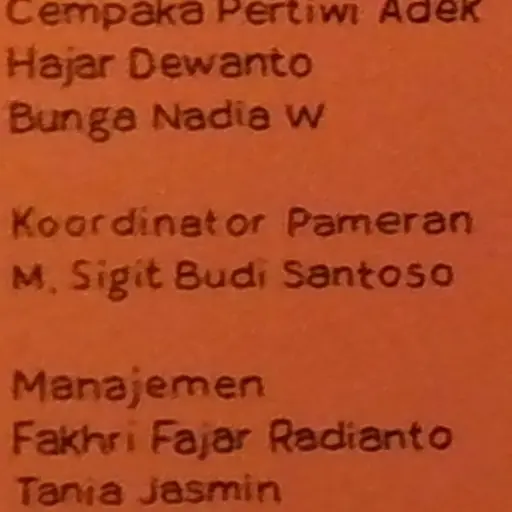 Cempaka Pertiwi Adek
Hajar Dewanto
Bunga Nadia W
Koordinator Pameran
M. Sigit Budi Santoso
Manajemen
Fakhri Fajar Radianto
Tania Jasmin